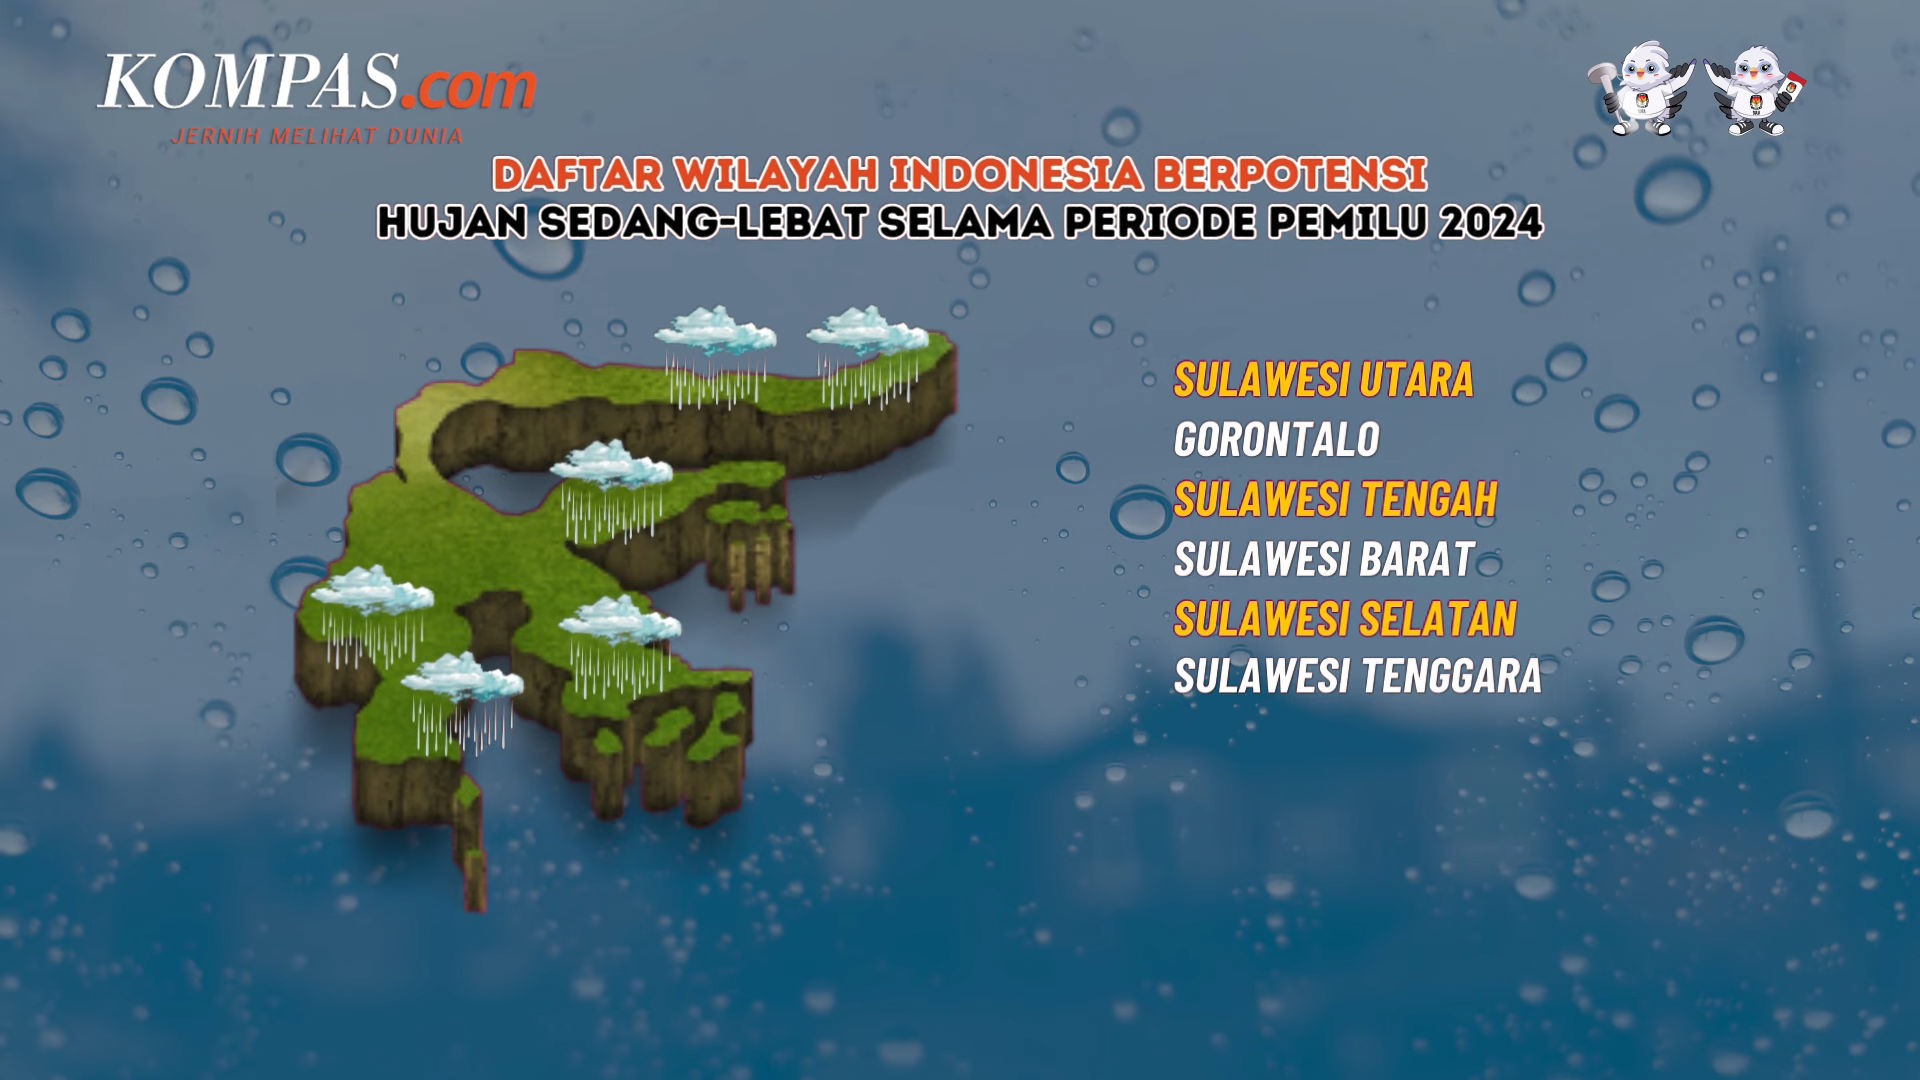 KOMPAS.com
JERNIH MELIHAT DUNIA
DAFTAR WILAYAH INDONESIA BERPOTENSI
HUJAN SEDANG-LEBAT SELAMA PERIODE PEMILU 2024
SULAWESI UTARA
GORONTALO
SULAWESI TENGAH
SULAWESI BARAT
SULAWESI SELATAN
SULAWESI TENGGARA